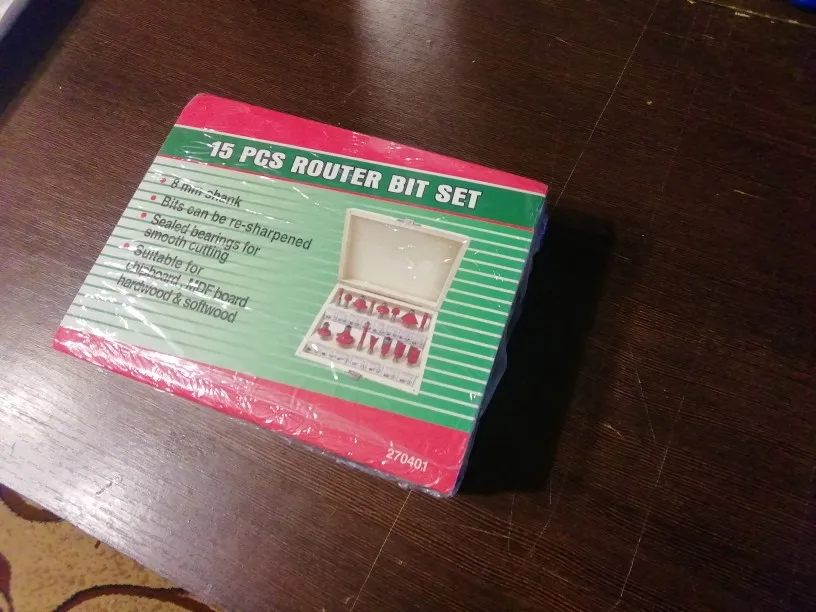 15 PCS ROUTER BIT SET
• 8 mm shank
• Bits can be re-sharpened
• Sealed bearings for
smooth cutting
• Suitable for
chipboard, MDF board
hardwood & softwood
270401